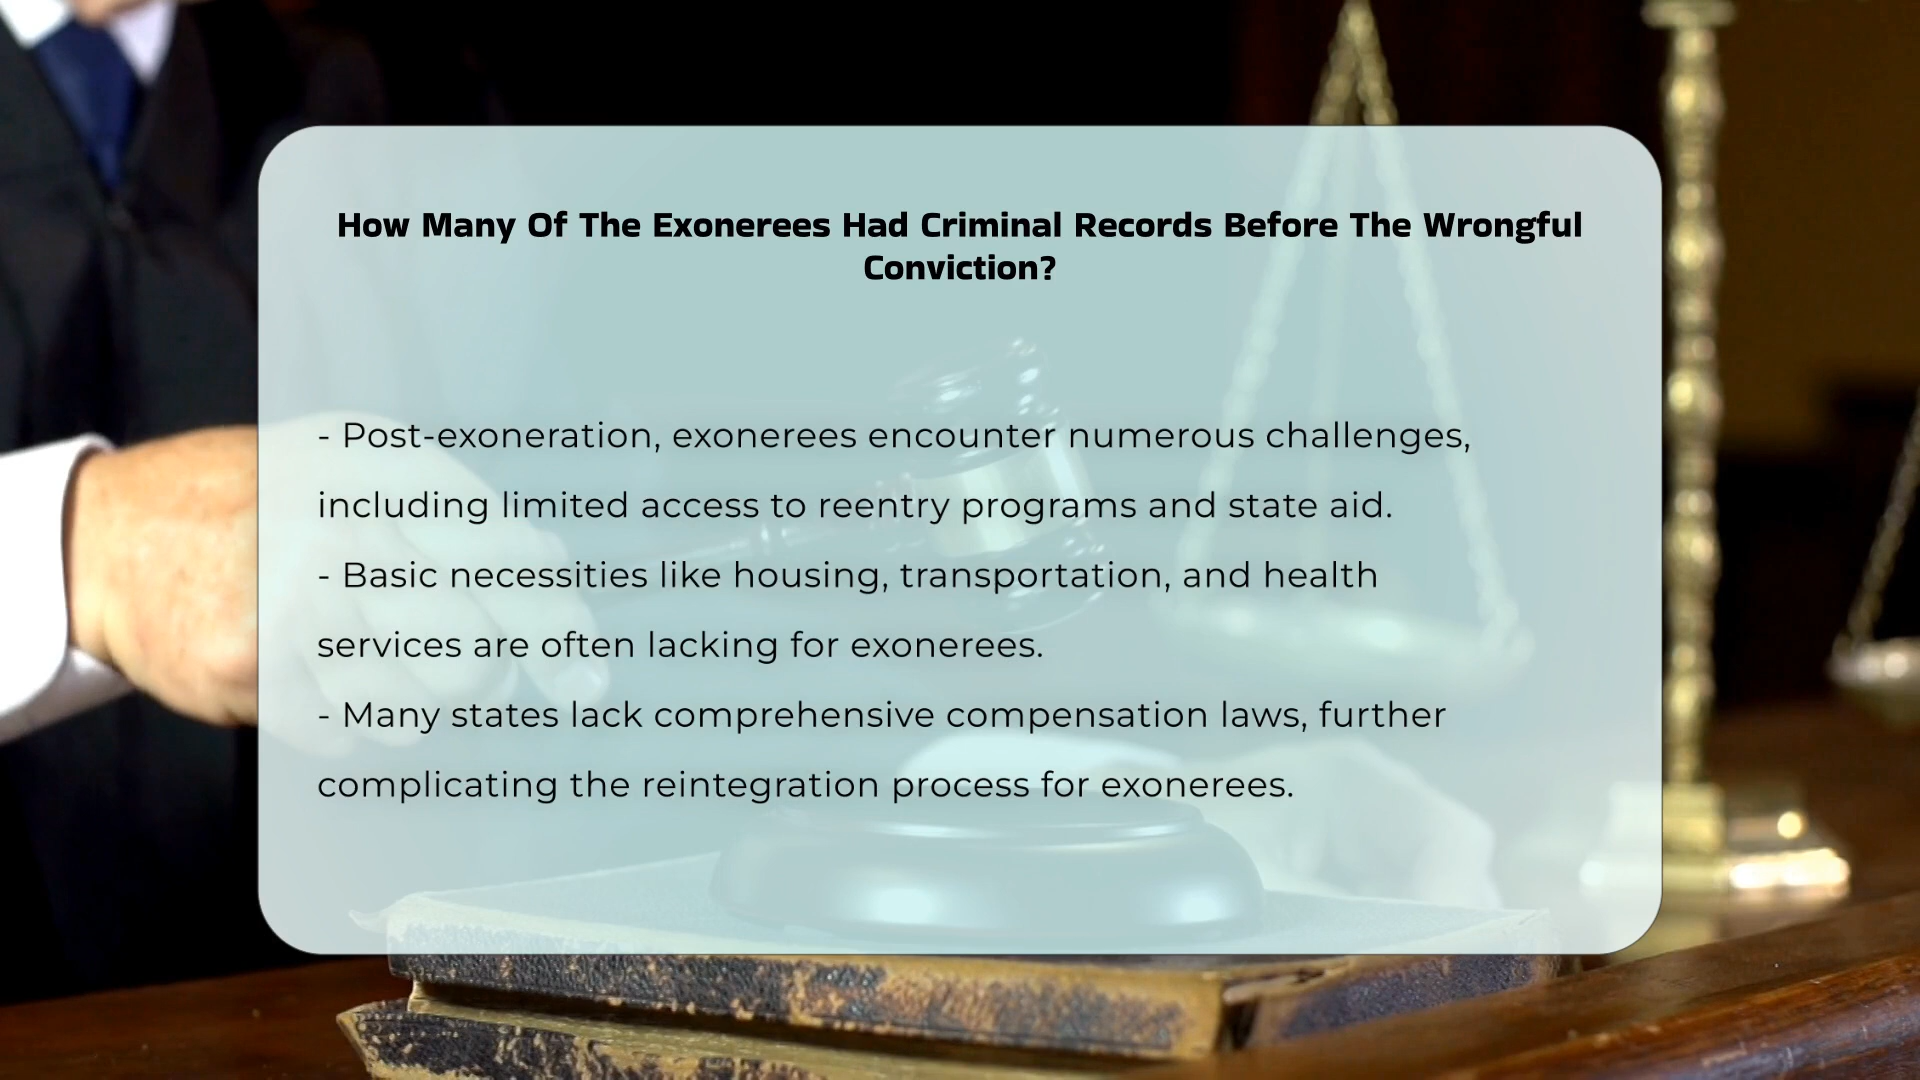 How Many Of The Exonerees Had Criminal Records Before The Wrongful
Conviction?
- Post-exoneration, exonerees encounter numerous challenges,
including limited access to reentry programs and state aid.
- Basic necessities like housing, transportation, and health
services are often lacking for exonerees.
- Many states lack comprehensive compensation laws, further
complicating the reintegration process for exonerees.